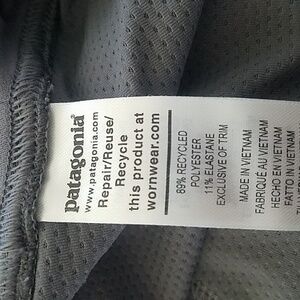 patagonia®
www.patagonia.com
Repair/Reuse/
Recycle
this product at
wornwear.com
89% RECYCLED
POLYESTER
11% ELASTANE
EXCLUSIVE OF TRIM
MADE IN VIETNAM
FABRIQUÉ AU VIETNAM
HECHO EN VIETNAM
FATTO IN VIETNAM